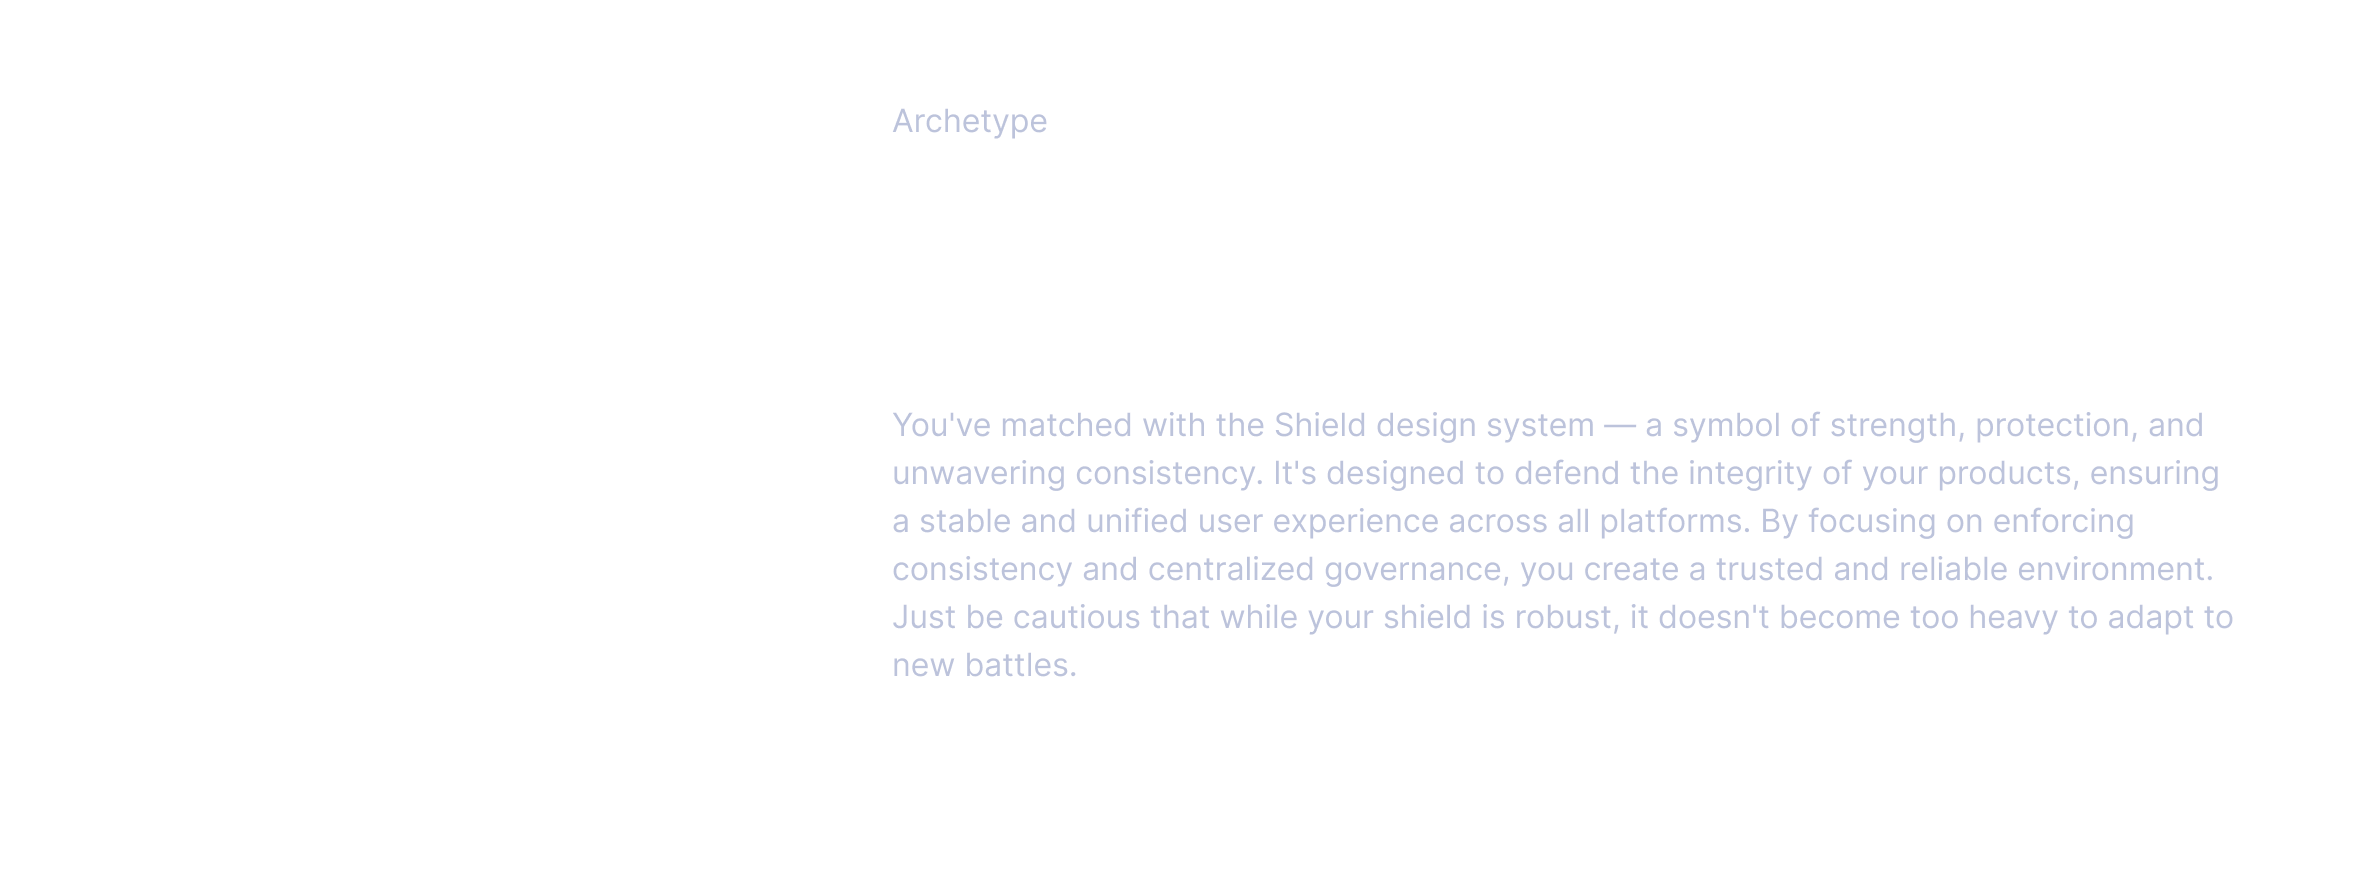 Archetype
You've matched with the Shield design system — a symbol of strength, protection, and
unwavering consistency. It's designed to defend the integrity of your products, ensuring
a stable and unified user experience across all platforms. By focusing on enforcing
consistency and centralized governance, you create a trusted and reliable environment.
Just be cautious that while your shield is robust, it doesn't become too heavy to adapt to
new battles.